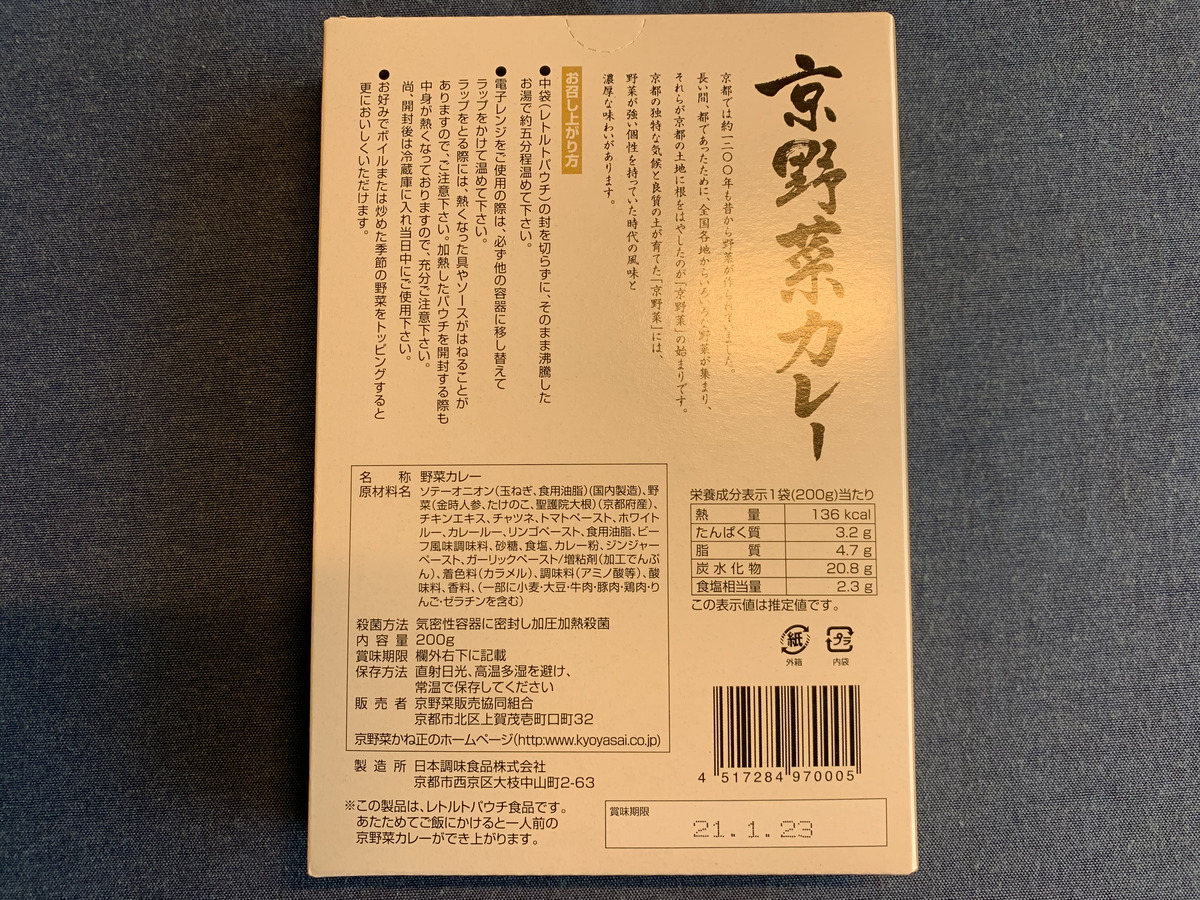 京野菜カレー
京都では約一二〇〇年も昔から野菜が作られていました。
長い間、都であったために、全国各地からいろいろな野菜が集まり、
それらが京都の土地に根をはやしたのが「京野菜」の始まりです。
京都の独特な気候と良質の土が育てた「京野菜」には、
野菜が強い個性を持っていた時代の風味と
濃厚な味わいがあります。
お召し上がり方
●中袋(レトルトパウチ)の封を切らずに、そのまま沸騰した
お湯で約五分程温めて下さい。
●電子レンジをご使用の際は、必ず他の容器に移し替えて
ラップをかけて温めて下さい。
ラップをとる際には、熱くなった具やソースがはねることが
ありますので、ご注意下さい。加熱したパウチを開封する際も
中身が熱くなっておりますので、充分ご注意下さい。
尚、開封後は冷蔵庫に入れ当日中にご使用下さい。
●お好みでボイルまたは炒めた季節の野菜をトッピングすると
更においしくいただけます。
名称 野菜カレー
原材料名 ソテーオニオン(玉ねぎ、食用油脂)(国内製造)、野
菜(金時人参、たけのこ、聖護院大根)(京都府産)、
チキンエキス、チャツネ、トマトペースト、ホワイト
ルー、カレールー、リンゴペースト、食用油脂、ビー
フ風味調味料、砂糖、食塩、カレー粉、ジンジャー
ペースト、ガーリックペースト/増粘剤(加工でんぷ
ん)、着色料(カラメル)、調味料(アミノ酸等)、酸
味料、香料、(一部に小麦・大豆・牛肉・豚肉・鶏肉・り
んご・ゼラチンを含む)
殺菌方法 気密性容器に密封し加圧加熱殺菌
内容量 200g
賞味期限 欄外右下に記載
保存方法 直射日光、高温多湿を避け、
常温で保存してください
販売者 京野菜販売協同組合
京都市北区上賀茂壱町口町32
京野菜かね正のホームページ(http:www.kyoyasai.co.jp)
製造所 日本調味食品株式会社
京都市西京区大枝中山町2-63
※この製品は、レトルトパウチ食品です。
あたためてご飯にかけると一人前の
京野菜カレーができ上がります。
栄養成分表示1袋(200g)当たり
熱量 136 kcal
たんぱく質 3.2 g
脂質 4.7 g
炭水化物 20.8 g
食塩相当量 2.3 g
この表示値は推定値です。
紙 プラ
外箱 内袋
4 517284 970005
賞味期限
21.1.23